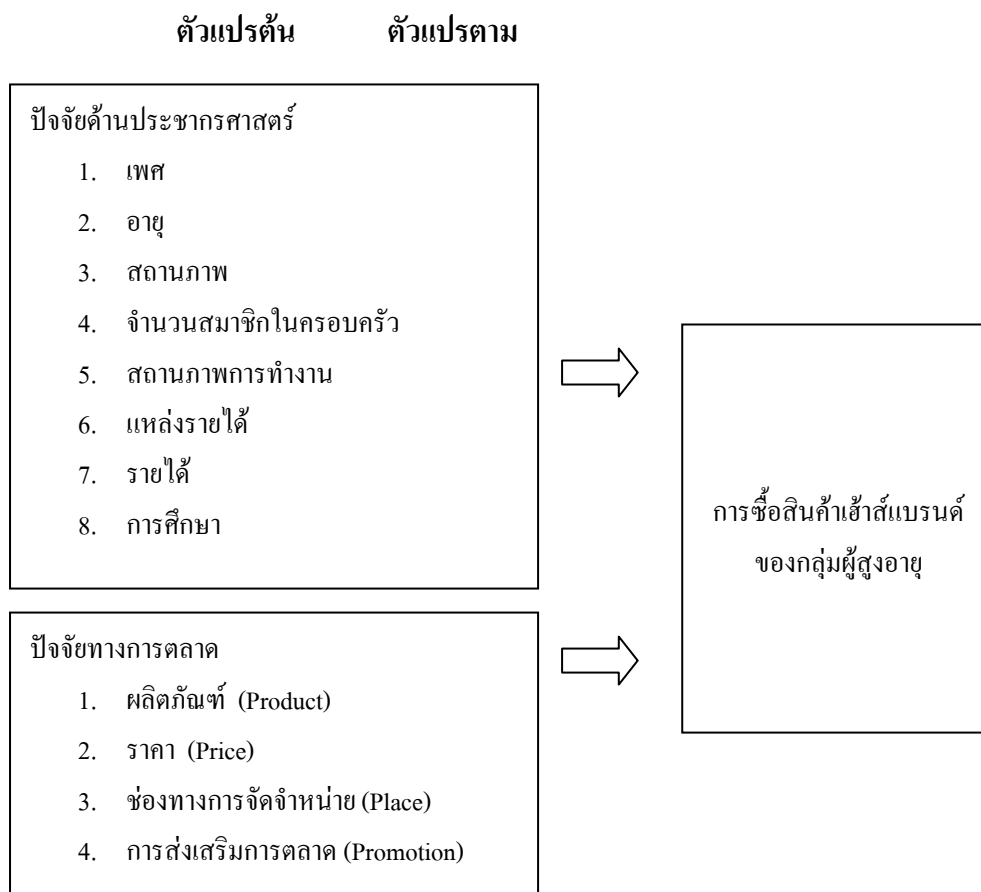 ตัวแปรต้น ตัวแปรตาม
ปัจจัยด้านประชากรศาสตร์
1. เพศ
2. อายุ
3. สถานภาพ
4. จำนวนสมาชิกในครอบครัว
5. สถานภาพการทำงาน
6. แหล่งรายได้
7. รายได้
8. การศึกษา
การซื้อสินค้าเฮ้าส์แบรนด์
ของกลุ่มผู้สูงอายุ
ปัจจัยทางการตลาด
1. ผลิตภัณฑ์ (Product)
2. ราคา (Price)
3. ช่องทางการจัดจำหน่าย (Place)
4. การส่งเสริมการตลาด (Promotion)